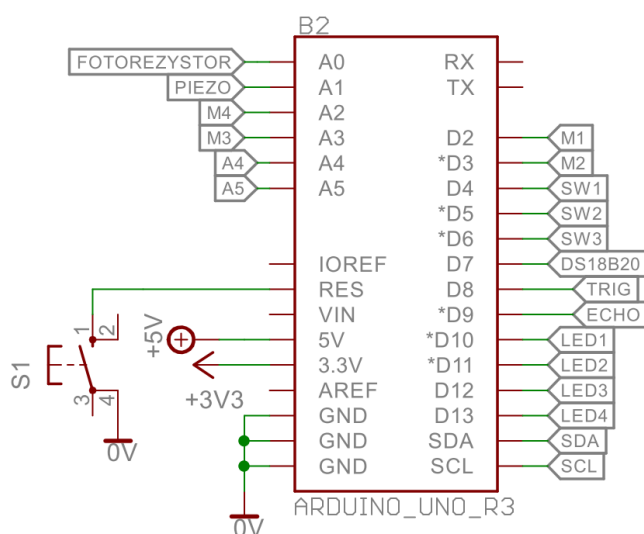 B2
FOTOREZYSTOR A0 RX
PIEZO A1 TX
M4 A2
M3 A3 D2 M1
A4 A4 *D3 M2
A5 A5 D4 SW1
*D5 SW2
*D6 SW3
IOREF D7 DS18B20
RES D8 TRIG
VIN *D9 ECHO
1 2
+5V 5V *D10 LED1
3.3V *D11 LED2
S1
3 4
+3V3 AREF D12 LED3
GND D13 LED4
0V GND SDA SDA
GND SCL SCL
ARDUINO_UNO_R3
0V